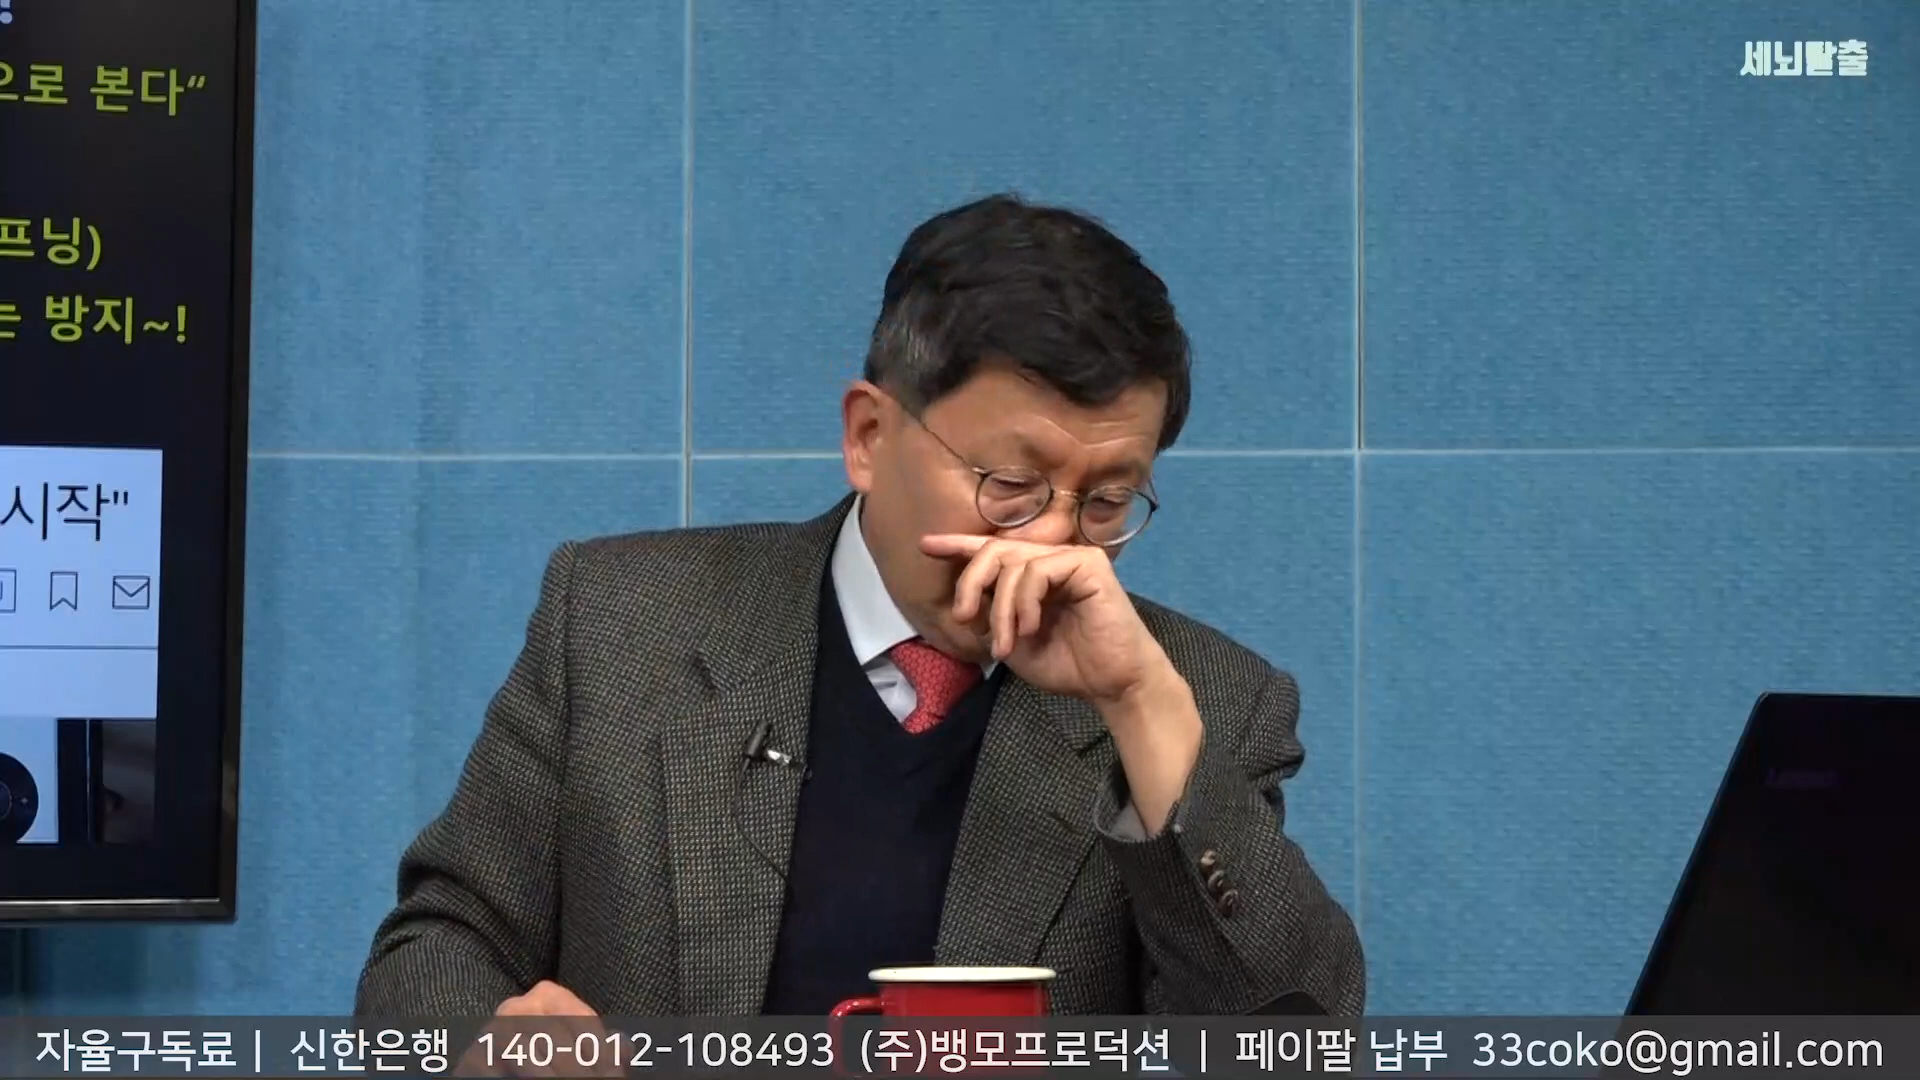 !
으로 본다“
프닝)
는 방지~!
시작"
세뇌탈출
자율구독료 | 신한은행 140-012-108493 (주)뱅모프로덕션 | 페이팔 납부 33coko@gmail.com